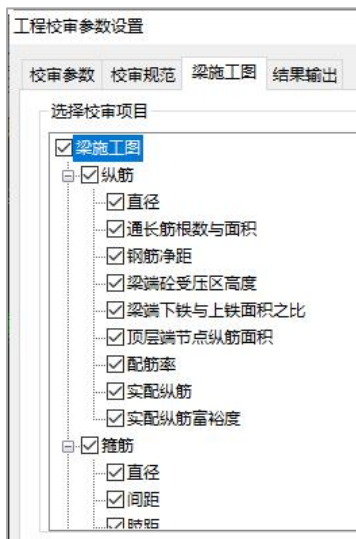 工程校审参数设置
校审参数 校审规范 梁施工图 结果输出
选择校审项目
梁施工图
纵筋
直径
通长筋根数与面积
钢筋净距
梁端砼受压区高度
梁端下铁与上铁面积之比
顶层端节点纵筋面积
配筋率
实配纵筋
实配纵筋富裕度
箍筋
直径
间距
肢距